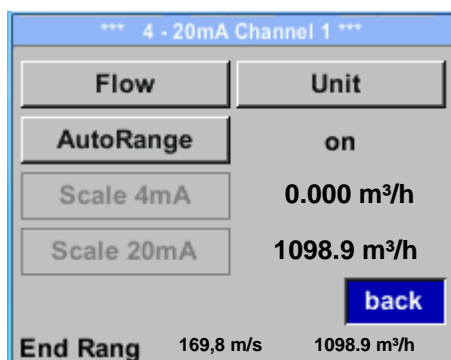 *** 4 - 20mA Channel 1 ***
Flow Unit
AutoRange on
Scale 4mA 0.000 m³/h
Scale 20mA 1098.9 m³/h
back
End Rang 169,8 m/s 1098.9 m³/h